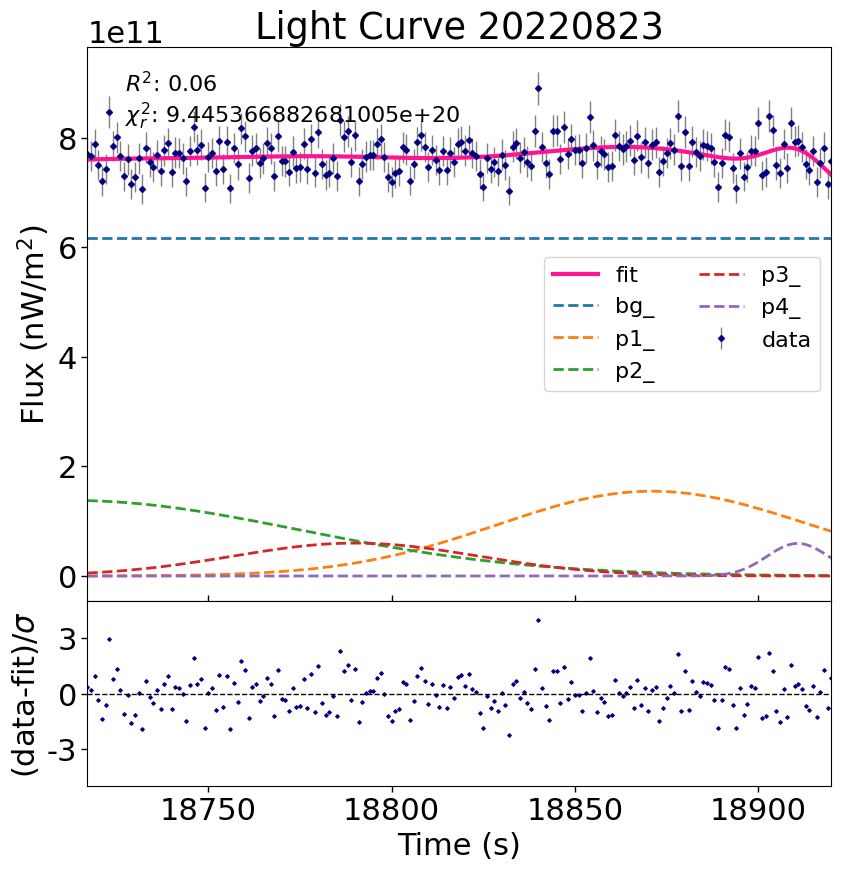 Light Curve 20220823
1e11
R²: 0.06
χ²ᵣ: 9.445366882681005e+20
Flux (nW/m²)
8
6
4
2
0
fit
bg_
p1_
p2_
p3_
p4_
data
(data-fit)/σ
3
0
-3
18750 18800 18850 18900
Time (s)